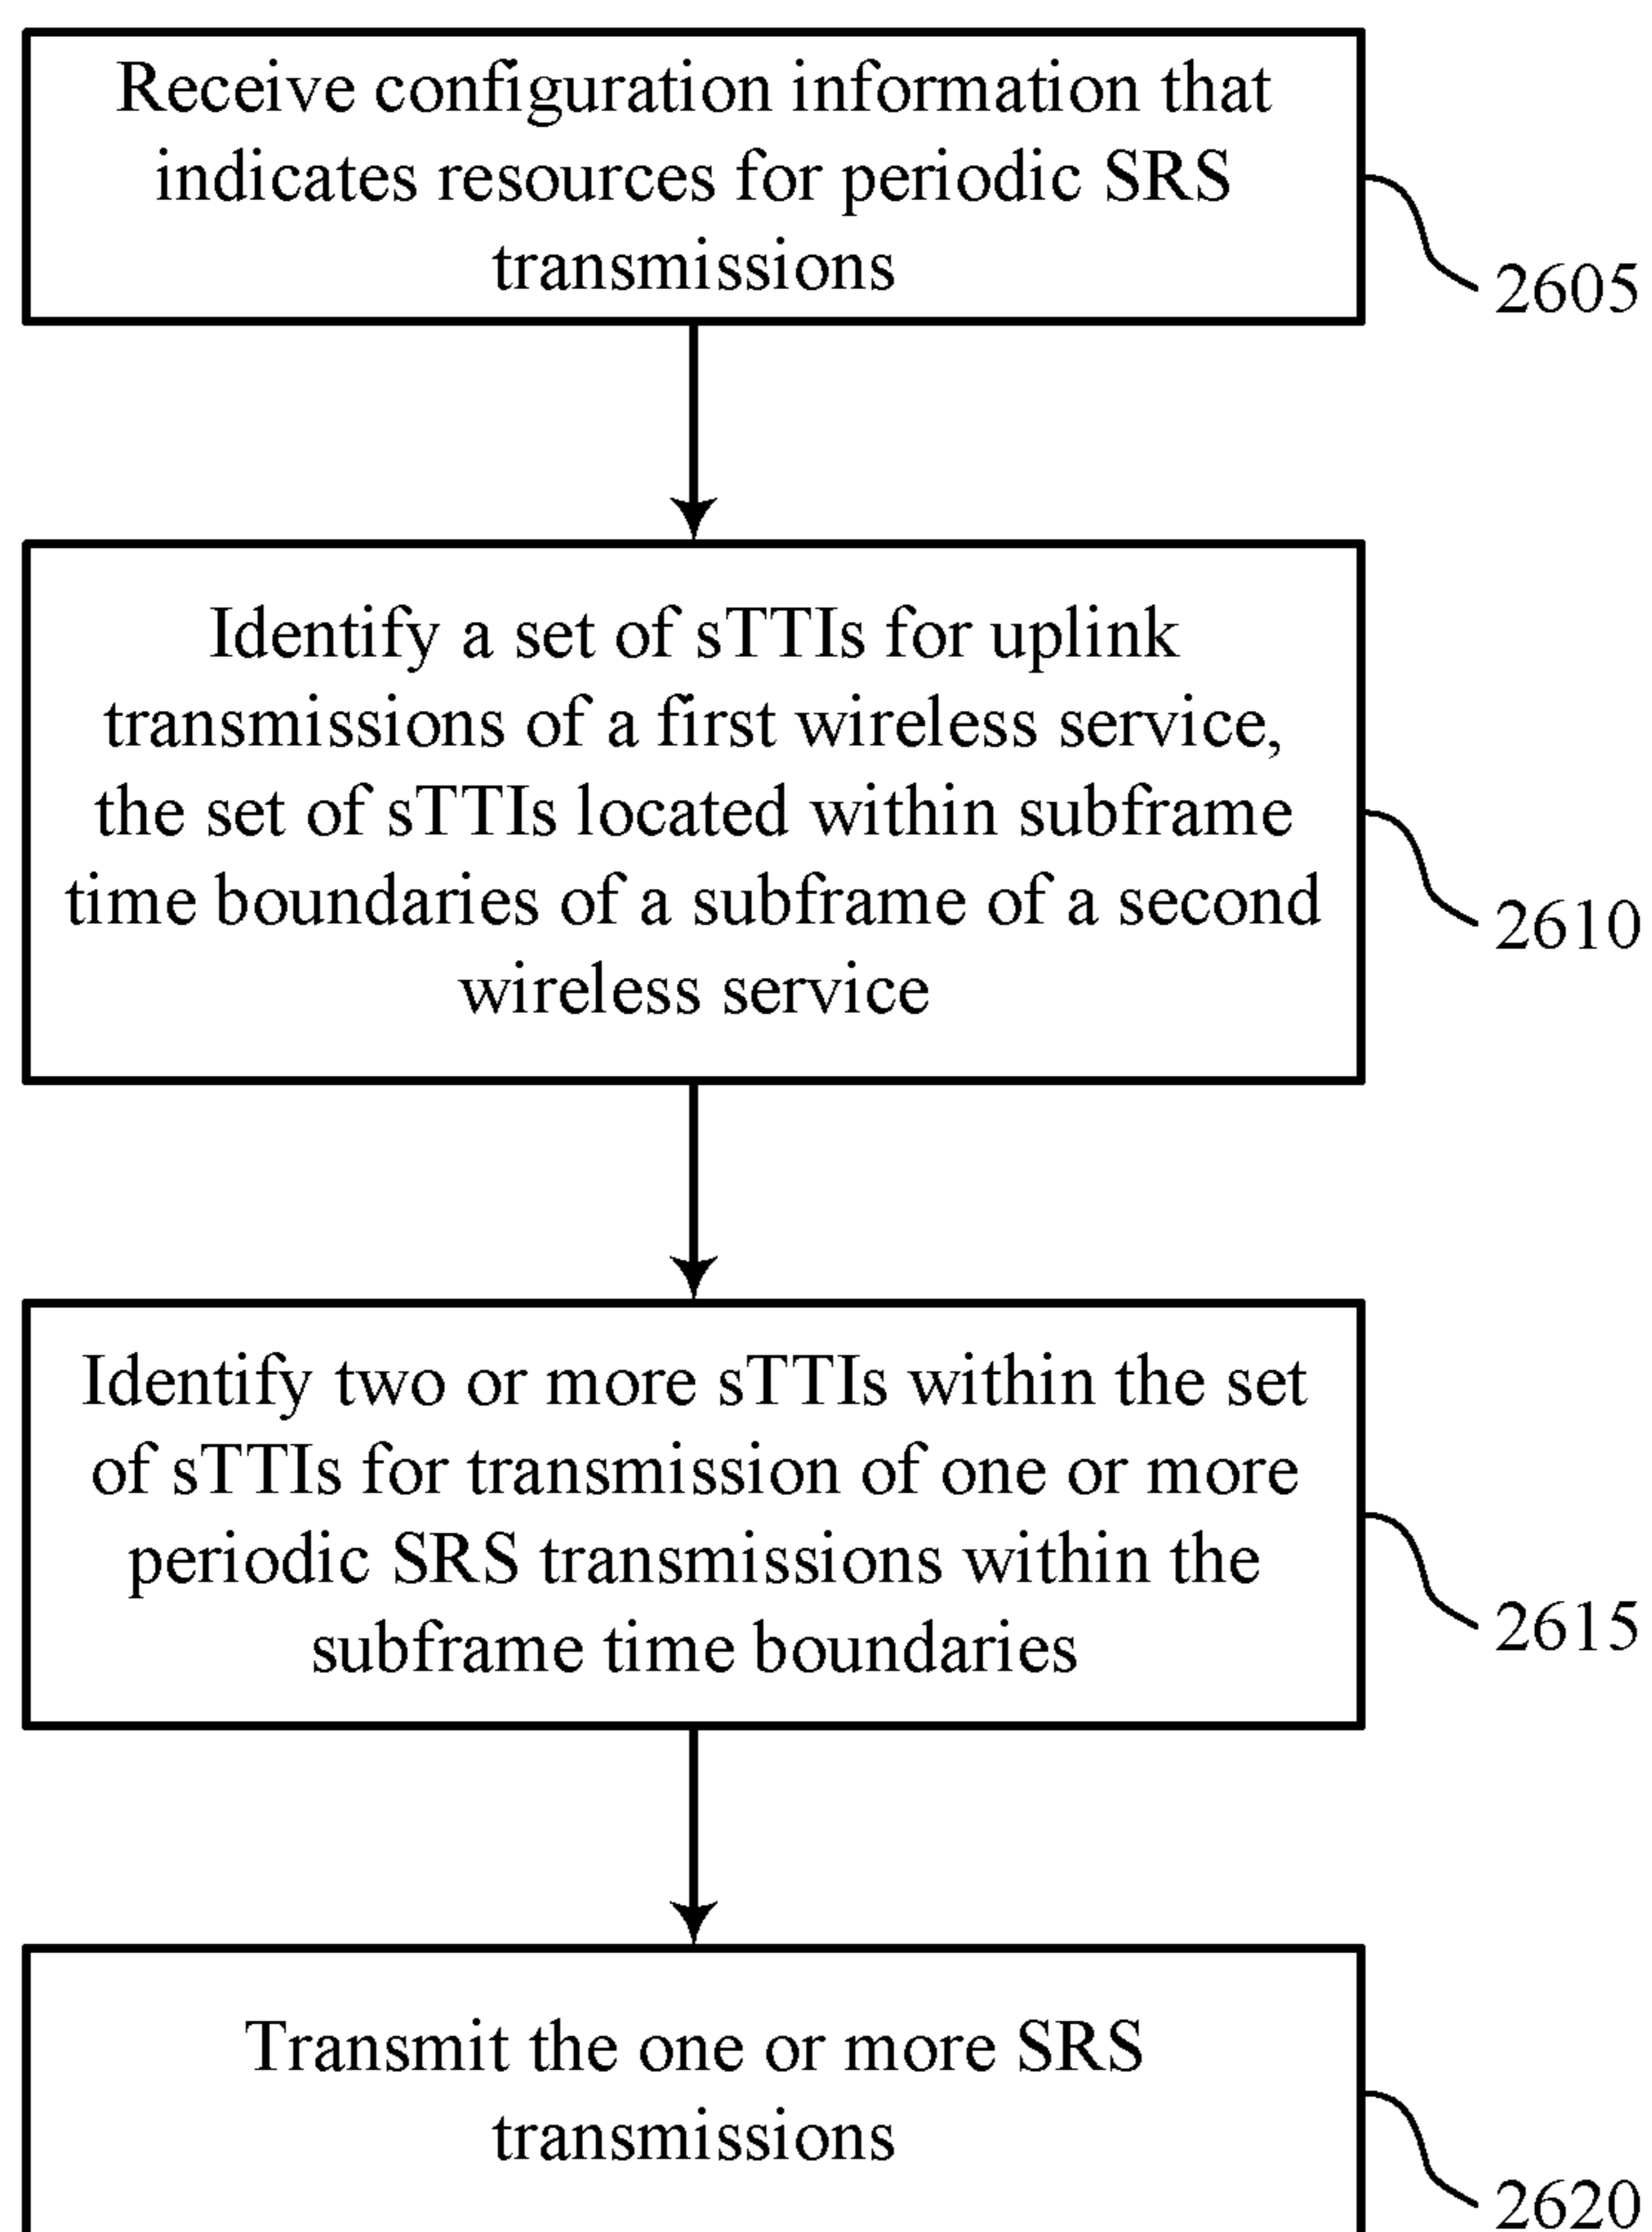 Receive configuration information that
indicates resources for periodic SRS
transmissions
2605
Identify a set of sTTIs for uplink
transmissions of a first wireless service,
the set of sTTIs located within subframe
time boundaries of a subframe of a second
wireless service
2610
Identify two or more sTTIs within the set
of sTTIs for transmission of one or more
periodic SRS transmissions within the
subframe time boundaries
2615
Transmit the one or more SRS
transmissions
2620